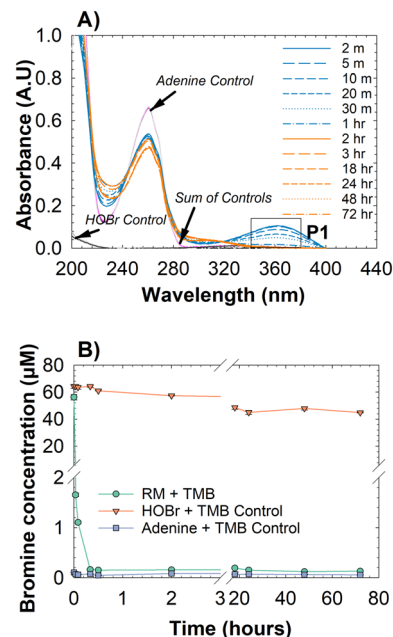 A)
Absorbance (A.U)
1.0
0.8
0.6
0.4
0.2
0.0
Adenine Control
HOBr Control
Sum of Controls
P1
2 m
5 m
10 m
20 m
30 m
1 hr
2 hr
3 hr
18 hr
24 hr
48 hr
72 hr
200 240 280 320 360 400 440
Wavelength (nm)
B)
Bromine concentration (µM)
80
60
40
20
2
1
0
RM + TMB
HOBr + TMB Control
Adenine + TMB Control
0 1 2 3 20 40 60 80
Time (hours)